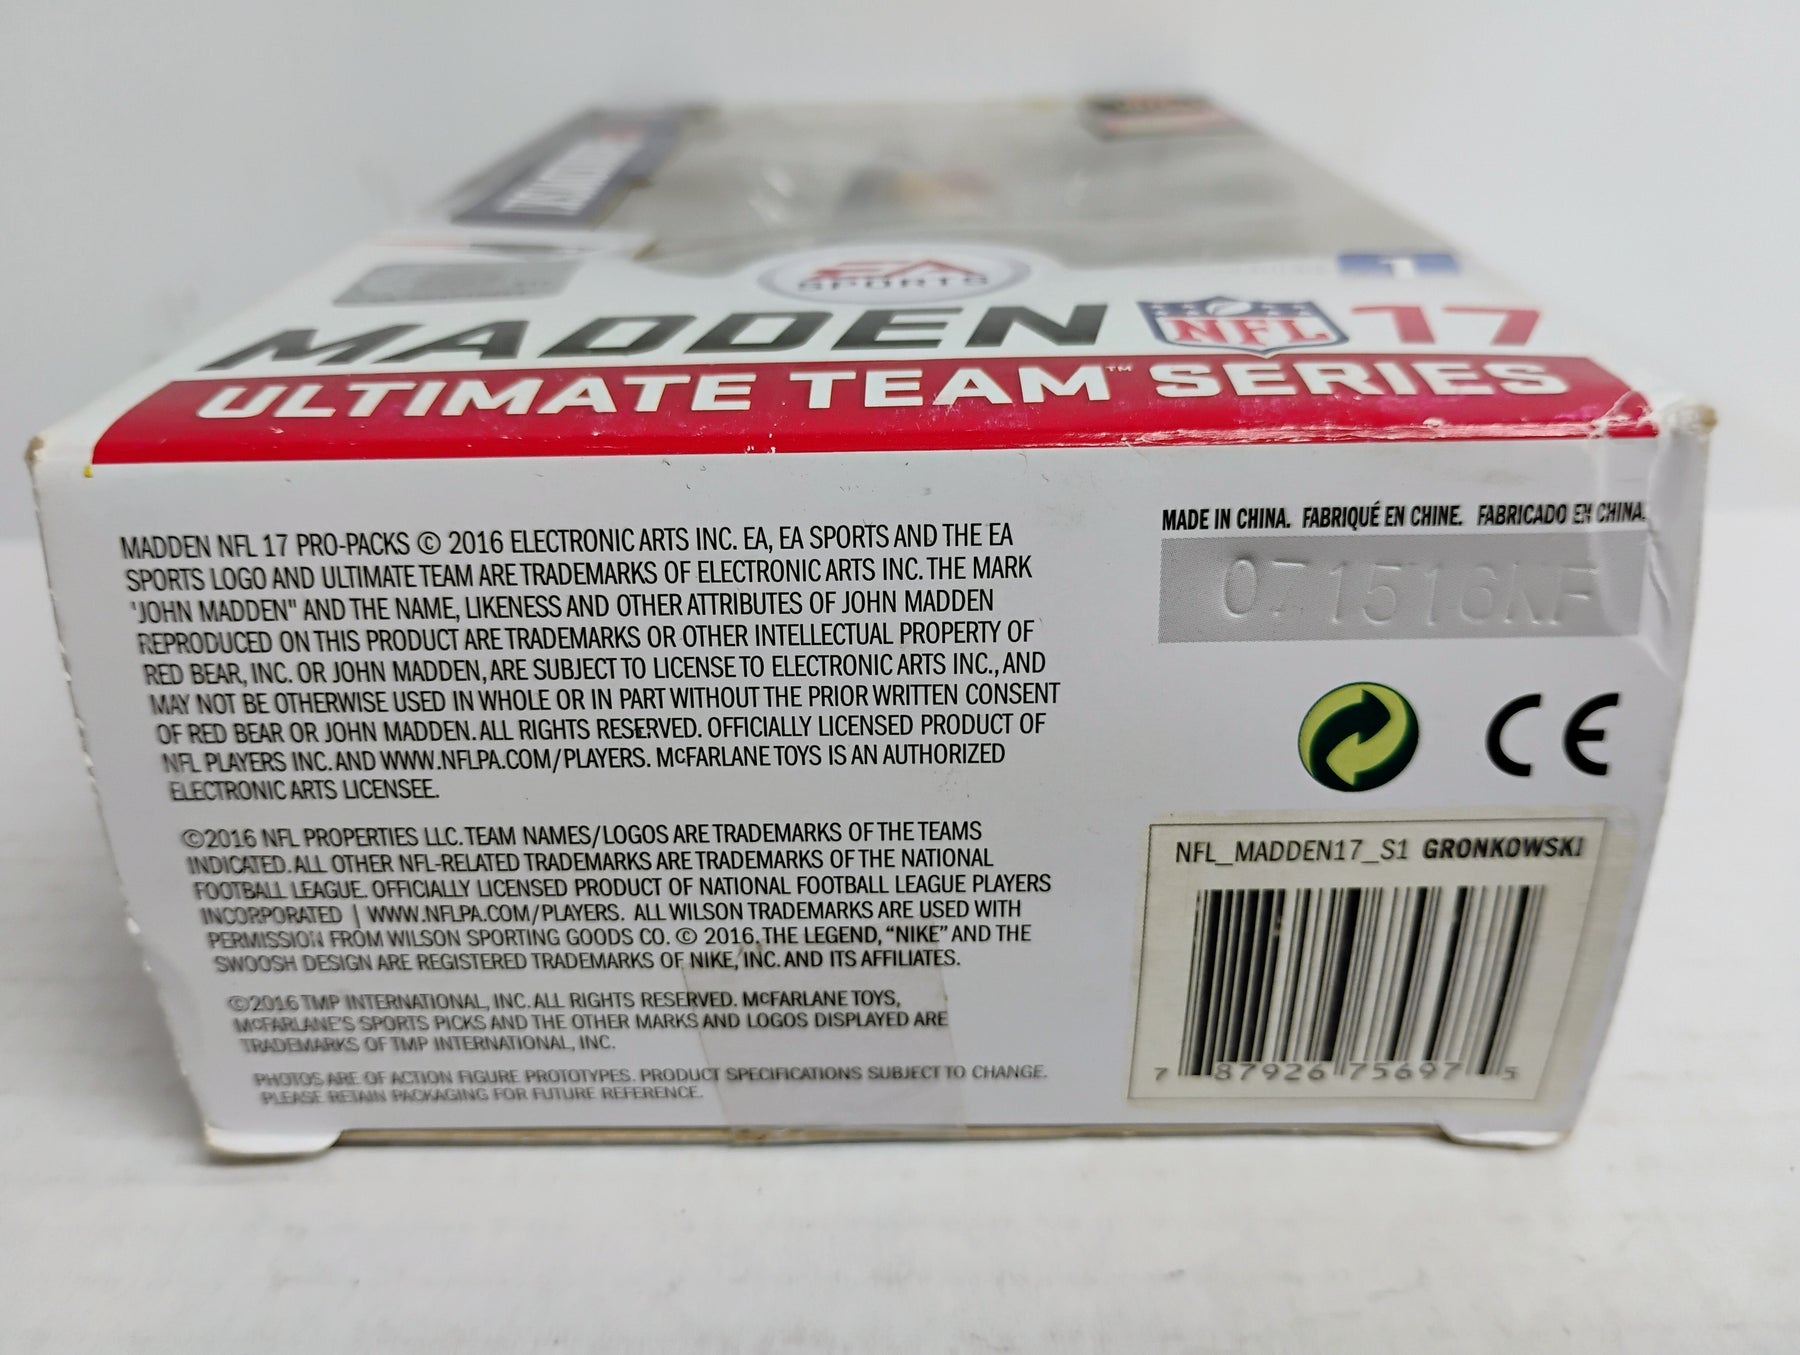 EA
SPORTS
1
MADDEN NFL 17
ULTIMATE TEAM™ SERIES
MADDEN NFL 17 PRO-PACKS © 2016 ELECTRONIC ARTS INC. EA, EA SPORTS AND THE EA
SPORTS LOGO AND ULTIMATE TEAM ARE TRADEMARKS OF ELECTRONIC ARTS INC. THE MARK
'JOHN MADDEN" AND THE NAME, LIKENESS AND OTHER ATTRIBUTES OF JOHN MADDEN
REPRODUCED ON THIS PRODUCT ARE TRADEMARKS OR OTHER INTELLECTUAL PROPERTY OF
RED BEAR, INC. OR JOHN MADDEN, ARE SUBJECT TO LICENSE TO ELECTRONIC ARTS INC., AND
MAY NOT BE OTHERWISE USED IN WHOLE OR IN PART WITHOUT THE PRIOR WRITTEN CONSENT
OF RED BEAR OR JOHN MADDEN. ALL RIGHTS RESERVED. OFFICIALLY LICENSED PRODUCT OF
NFL PLAYERS INC. AND WWW.NFLPA.COM/PLAYERS. McFARLANE TOYS IS AN AUTHORIZED
ELECTRONIC ARTS LICENSEE.
©2016 NFL PROPERTIES LLC. TEAM NAMES/LOGOS ARE TRADEMARKS OF THE TEAMS
INDICATED. ALL OTHER NFL-RELATED TRADEMARKS ARE TRADEMARKS OF THE NATIONAL
FOOTBALL LEAGUE. OFFICIALLY LICENSED PRODUCT OF NATIONAL FOOTBALL LEAGUE PLAYERS
INCORPORATED | WWW.NFLPA.COM/PLAYERS. ALL WILSON TRADEMARKS ARE USED WITH
PERMISSION FROM WILSON SPORTING GOODS CO. © 2016. THE LEGEND, “NIKE” AND THE
SWOOSH DESIGN ARE REGISTERED TRADEMARKS OF NIKE, INC. AND ITS AFFILIATES.
©2016 TMP INTERNATIONAL, INC. ALL RIGHTS RESERVED. McFARLANE TOYS,
McFARLANE'S SPORTS PICKS AND THE OTHER MARKS AND LOGOS DISPLAYED ARE
TRADEMARKS OF TMP INTERNATIONAL, INC.
PHOTOS ARE OF ACTION FIGURE PROTOTYPES. PRODUCT SPECIFICATIONS SUBJECT TO CHANGE.
PLEASE RETAIN PACKAGING FOR FUTURE REFERENCE.
MADE IN CHINA. FABRIQUÉ EN CHINE. FABRICADO EN CHINA.
071516NF
CE
NFL_MADDEN17_S1 GRONKOWSKI
7 87926 75697 5